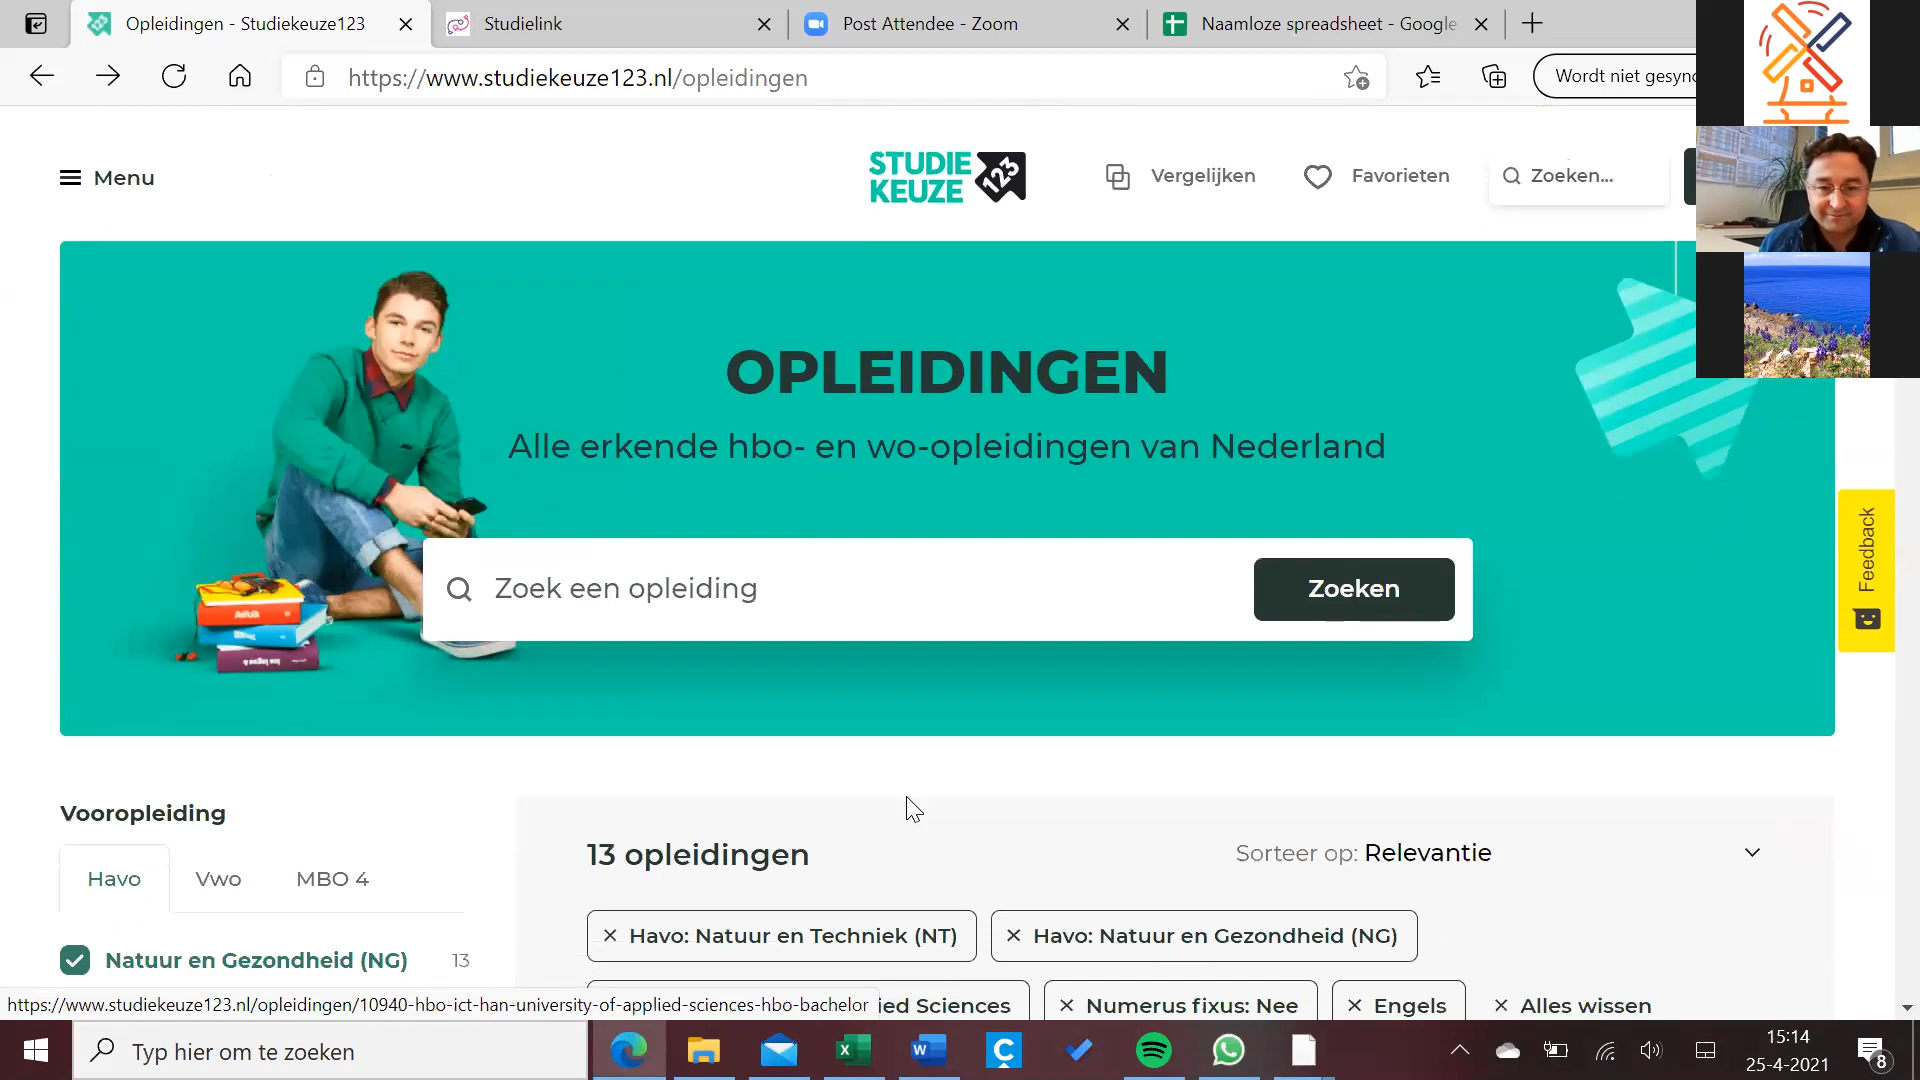 Opleidingen - Studiekeuze123
Studielink
Post Attendee - Zoom
Naamloze spreadsheet - Google
https://www.studiekeuze123.nl/opleidingen
Wordt niet gesync
Menu
STUDIE
KEUZE
123
Vergelijken
Favorieten
Zoeken...
OPLEIDINGEN
Alle erkende hbo- en wo-opleidingen van Nederland
Zoek een opleiding
Zoeken
Feedback
Vooropleiding
Havo
Vwo
MBO 4
Natuur en Gezondheid (NG)
13
13 opleidingen
Sorteer op: Relevantie
Havo: Natuur en Techniek (NT)
Havo: Natuur en Gezondheid (NG)
ied Sciences
Numerus fixus: Nee
Engels
Alles wissen
https://www.studiekeuze123.nl/opleidingen/10940-hbo-ict-han-university-of-applied-sciences-hbo-bachelor
Typ hier om te zoeken
15:14
25-4-2021
8